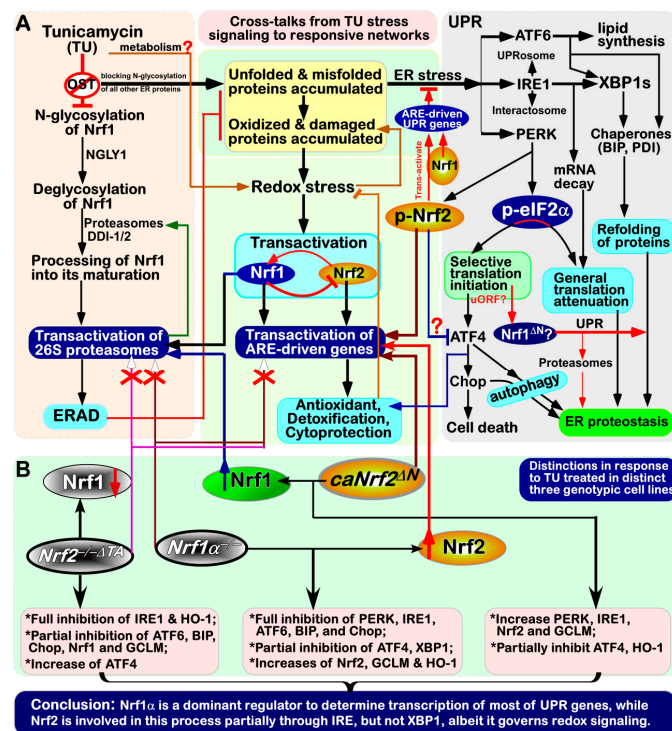 A
Cross-talks from TU stress
signaling to responsive networks
UPR
Tunicamycin
(TU)
metabolism?
OST
blocking N-glycosylation
of all other ER proteins
N-glycosylation
of Nrf1
NGLY1
Deglycosylation
of Nrf1
Proteasomes
DDI-1/2
Processing of Nrf1
into its maturation
Transactivation of
26S proteasomes
ERAD
Unfolded & misfolded
proteins accumulated
Oxidized & damaged
proteins accumulated
ER stress
ARE-driven
UPR genes
Trans-activate
Nrf1
Redox stress
p-Nrf2
Transactivation
Nrf1
Nrf2
Transactivation of
ARE-driven genes
Antioxidant,
Detoxification,
Cytoprotection
ATF6
lipid
synthesis
UPRosome
IRE1
XBP1s
Interactosome
PERK
Chaperones
(BIP, PDI)
mRNA
decay
p-eIF2α
Refolding
of proteins
Selective
translation
initiation
uORF?
General
translation
attenuation
?
ATF4
Nrf1ΔN?
UPR
Proteasomes
Chop
autophagy
Cell death
ER proteostasis
B
Nrf1
Nrf1
caNrf2ΔN
Distinctions in response
to TU treated in distinct
three genotypic cell lines
Nrf2−/−ΔTA
Nrf1α−/−
Nrf2
*Full inhibition of IRE1 & HO-1;
*Partial inhibition of ATF6, BIP,
Chop, Nrf1 and GCLM;
*Increase of ATF4
*Full inhibition of PERK, IRE1,
ATF6, BIP, and Chop;
*Partial inhibition of ATF4, XBP1;
*Increases of Nrf2, GCLM & HO-1
*Increase PERK, IRE1,
Nrf2 and GCLM;
*Partially inhibit ATF4, HO-1
Conclusion: Nrf1α is a dominant regulator to determine transcription of most of UPR genes, while
Nrf2 is involved in this process partially through IRE, but not XBP1, albeit it governs redox signaling.